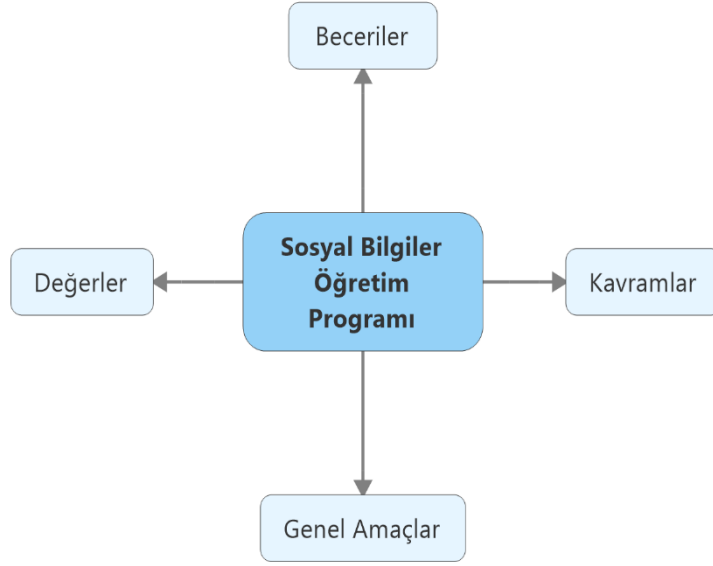 Beceriler
Değerler
Sosyal Bilgiler
Öğretim
Programı
Kavramlar
Genel Amaçlar